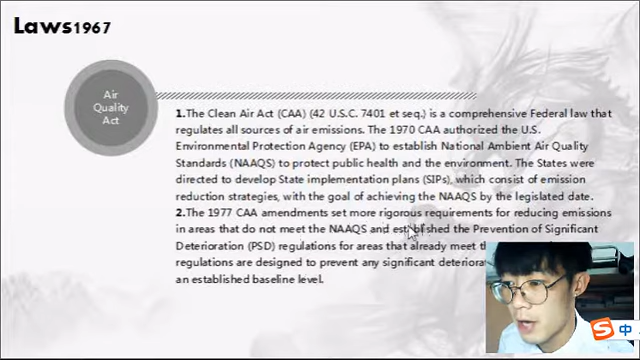 Laws1967
Air
Quality
Act
1.The Clean Air Act (CAA) (42 U.S.C. 7401 et seq.) is a comprehensive Federal law that
regulates all sources of air emissions. The 1970 CAA authorized the U.S.
Environmental Protection Agency (EPA) to establish National Ambient Air Quality
Standards (NAAQS) to protect public health and the environment. The States were
directed to develop State implementation plans (SIPs), which consist of emission
reduction strategies, with the goal of achieving the NAAQS by the legislated date.
2.The 1977 CAA amendments set more rigorous requirements for reducing emissions
in areas that do not meet the NAAQS and established the Prevention of Significant
Deterioration (PSD) regulations for areas that already meet
regulations are designed to prevent any significant
an established baseline level.
S 中